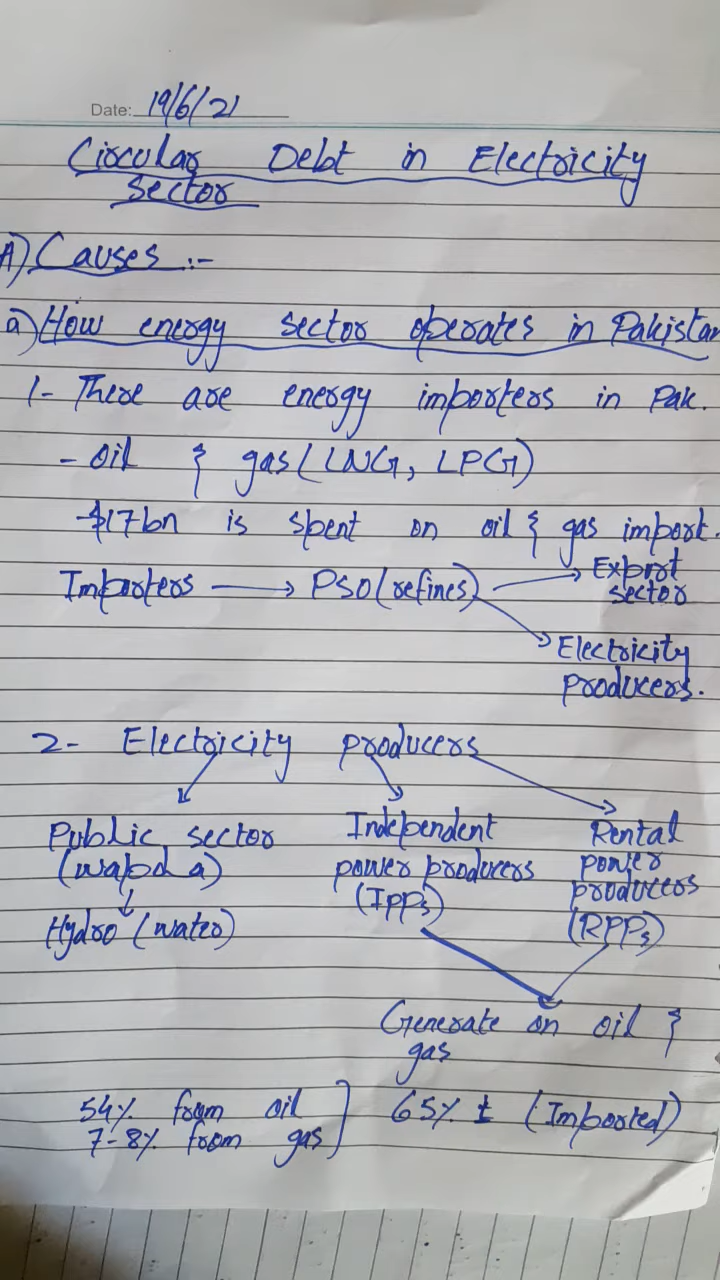 Date: 19/6/21
Circular Debt in Electricity
Sector
A) Causes :-
a) How energy sector operates in Pakistan
1- There are energy importers in Pak.
- oil & gas (LNG, LPG)
- $17bn is spent on oil & gas import.
Importers → PSO (refines) → Export
sector
→ Electricity
producers.
2- Electricity producers
Public sector
(wapda)
↓
Hydro (water)
Independent
power producers
(IPPs)
Rental
power
producers
(RPPs)
Generate on oil &
gas
54% from oil
7-8% from gas
65% ± (Imported)